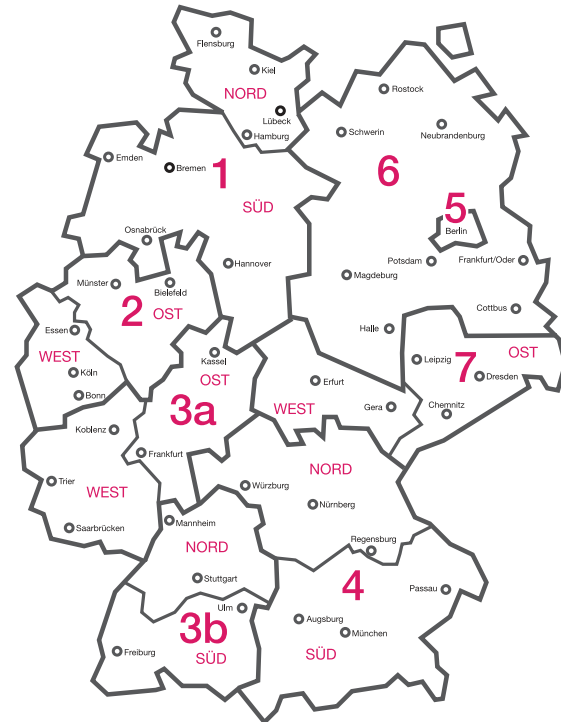 Flensburg
Kiel
NORD
Lübeck
Hamburg
Rostock
Schwerin
Neubrandenburg
Emden
Bremen
1
6
SÜD
5
Berlin
Osnabrück
Hannover
Potsdam
Frankfurt/Oder
Magdeburg
Münster
Bielefeld
2
OST
Cottbus
Halle
Essen
WEST
Köln
Bonn
Kassel
OST
3a
Erfurt
WEST
Gera
Leipzig
OST
7
Dresden
Chemnitz
Koblenz
Frankfurt
Trier
WEST
Saarbrücken
NORD
Würzburg
Nürnberg
Mannheim
NORD
Stuttgart
Regensburg
4
Passau
Ulm
3b
Augsburg
München
Freiburg
SÜD
SÜD